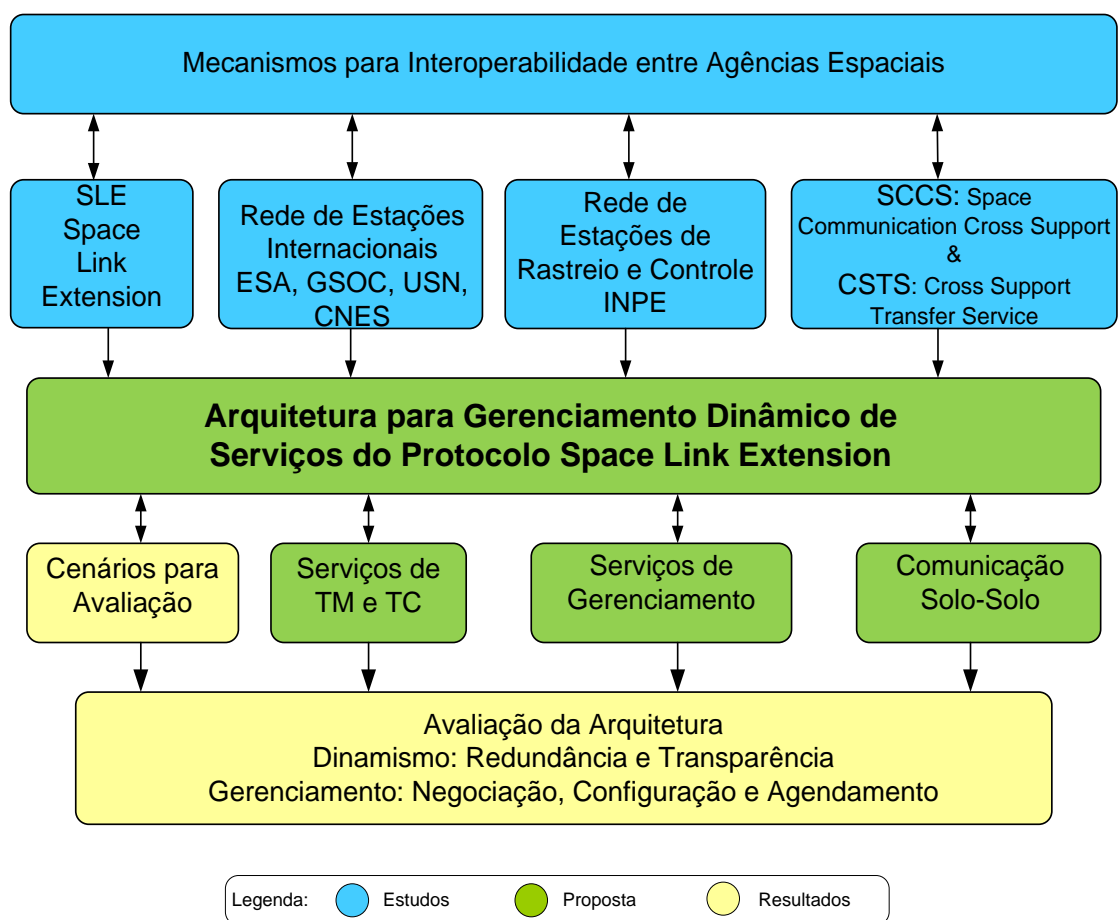 Mecanismos para Interoperabilidade entre Agências Espaciais
SLE
Space
Link
Extension
Rede de Estações
Internacionais
ESA, GSOC, USN,
CNES
Rede de
Estações de
Rastreio e Controle
INPE
SCCS: Space
Communication Cross Support
&
CSTS: Cross Support
Transfer Service
Arquitetura para Gerenciamento Dinâmico de
Serviços do Protocolo Space Link Extension
Cenários para
Avaliação
Serviços de
TM e TC
Serviços de
Gerenciamento
Comunicação
Solo-Solo
Avaliação da Arquitetura
Dinamismo: Redundância e Transparência
Gerenciamento: Negociação, Configuração e Agendamento
Legenda: Estudos Proposta Resultados